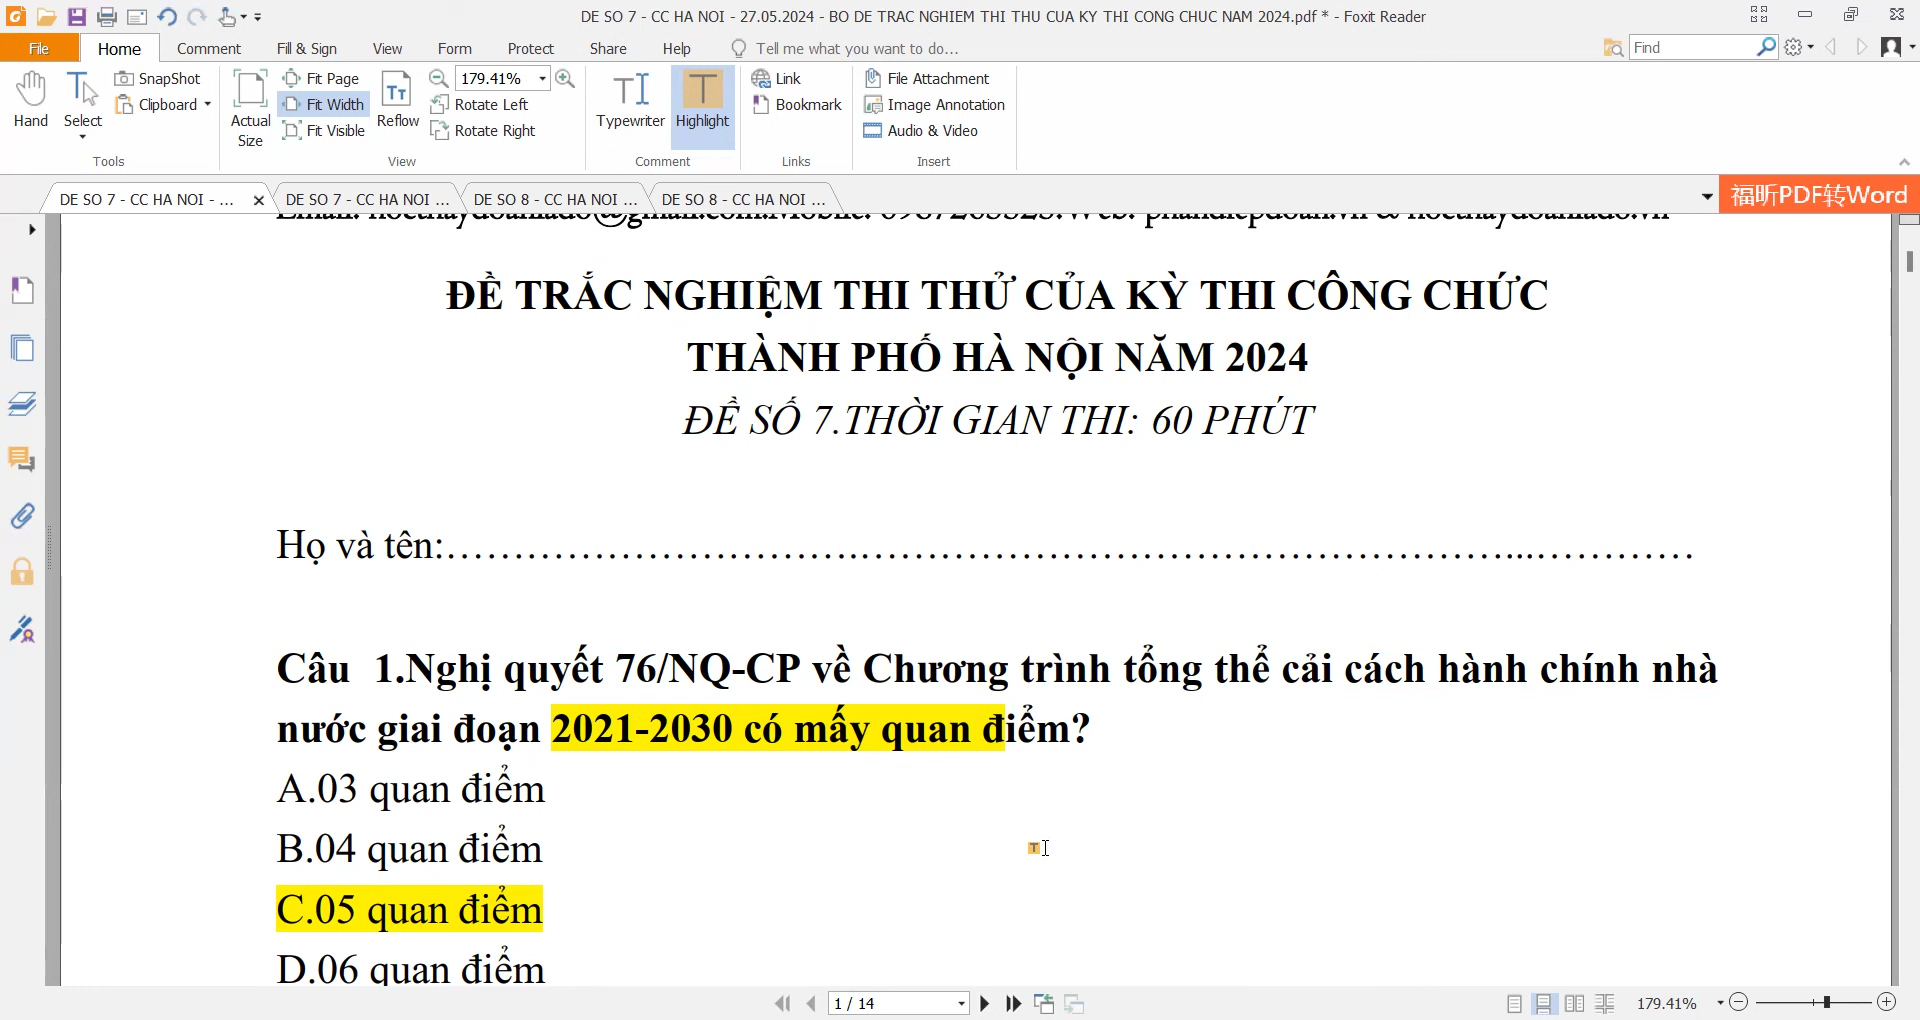 DE SO 7 - CC HA NOI - 27.05.2024 - BO DE TRAC NGHIEM THI THU CUA KY THI CONG CHUC NAM 2024.pdf * - Foxit Reader
File Home Comment Fill & Sign View Form Protect Share Help Tell me what you want to do... Find
Hand
Select
SnapShot
Clipboard
Tools
Actual Size
Fit Page
Fit Width
Fit Visible
Reflow
179.41%
Rotate Left
Rotate Right
View
Typewriter
Highlight
Comment
Link
Bookmark
Links
File Attachment
Image Annotation
Audio & Video
Insert
DE SO 7 - CC HA NOI - ... DE SO 7 - CC HA NOI ... DE SO 8 - CC HA NOI ... DE SO 8 - CC HA NOI ... 福昕PDF转Word
ĐỀ TRẮC NGHIỆM THI THỬ CỦA KỲ THI CÔNG CHỨC
THÀNH PHỐ HÀ NỘI NĂM 2024
ĐỀ SỐ 7.THỜI GIAN THI: 60 PHÚT
Họ và tên:……………………………………………………………………………………
Câu 1.Nghị quyết 76/NQ-CP về Chương trình tổng thể cải cách hành chính nhà
nước giai đoạn 2021-2030 có mấy quan điểm?
A.03 quan điểm
B.04 quan điểm
C.05 quan điểm
D.06 quan điểm
1 / 14
179.41%